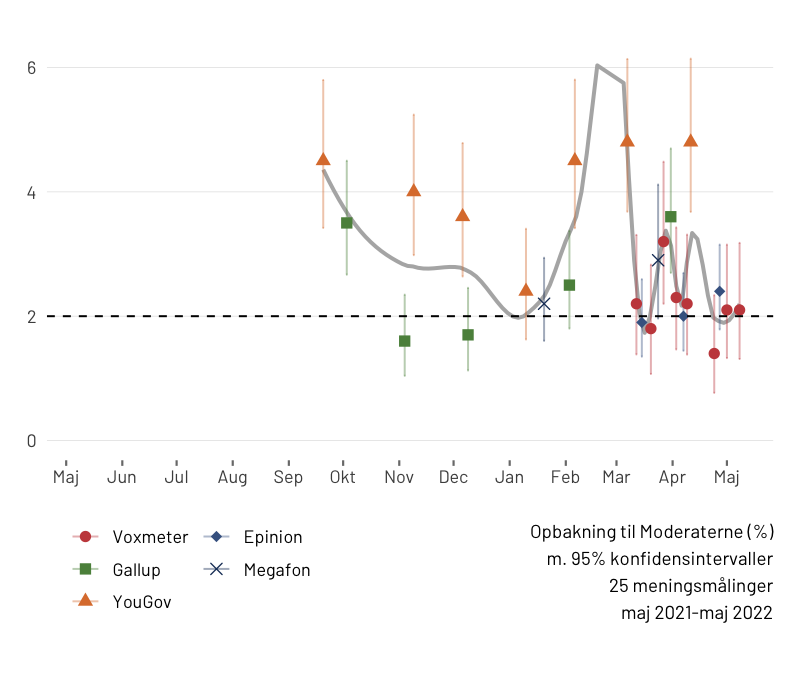 6
4
2
0
Maj Jun Jul Aug Sep Okt Nov Dec Jan Feb Mar Apr Maj
Voxmeter Epinion
Gallup Megafon
YouGov
Opbakning til Moderaterne (%)
m. 95% konfidensintervaller
25 meningsmålinger
maj 2021-maj 2022